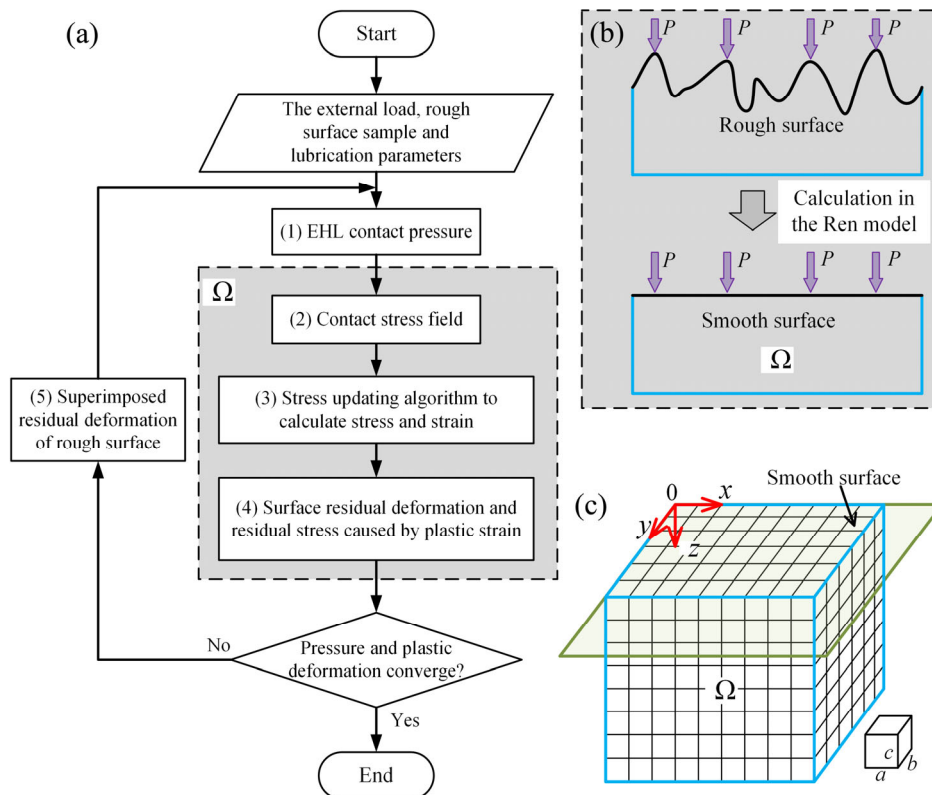 (a)
Start
The external load, rough
surface sample and
lubrication parameters
(1) EHL contact pressure
Ω
(2) Contact stress field
(3) Stress updating algorithm to
calculate stress and strain
(4) Surface residual deformation and
residual stress caused by plastic strain
(5) Superimposed
residual deformation
of rough surface
No
Pressure and plastic
deformation converge?
Yes
End
(b)
P P P P
Rough surface
Calculation in
the Ren model
P P P P
Smooth surface
Ω
(c)
Smooth surface
0 x
y
z
Ω
c
b
a